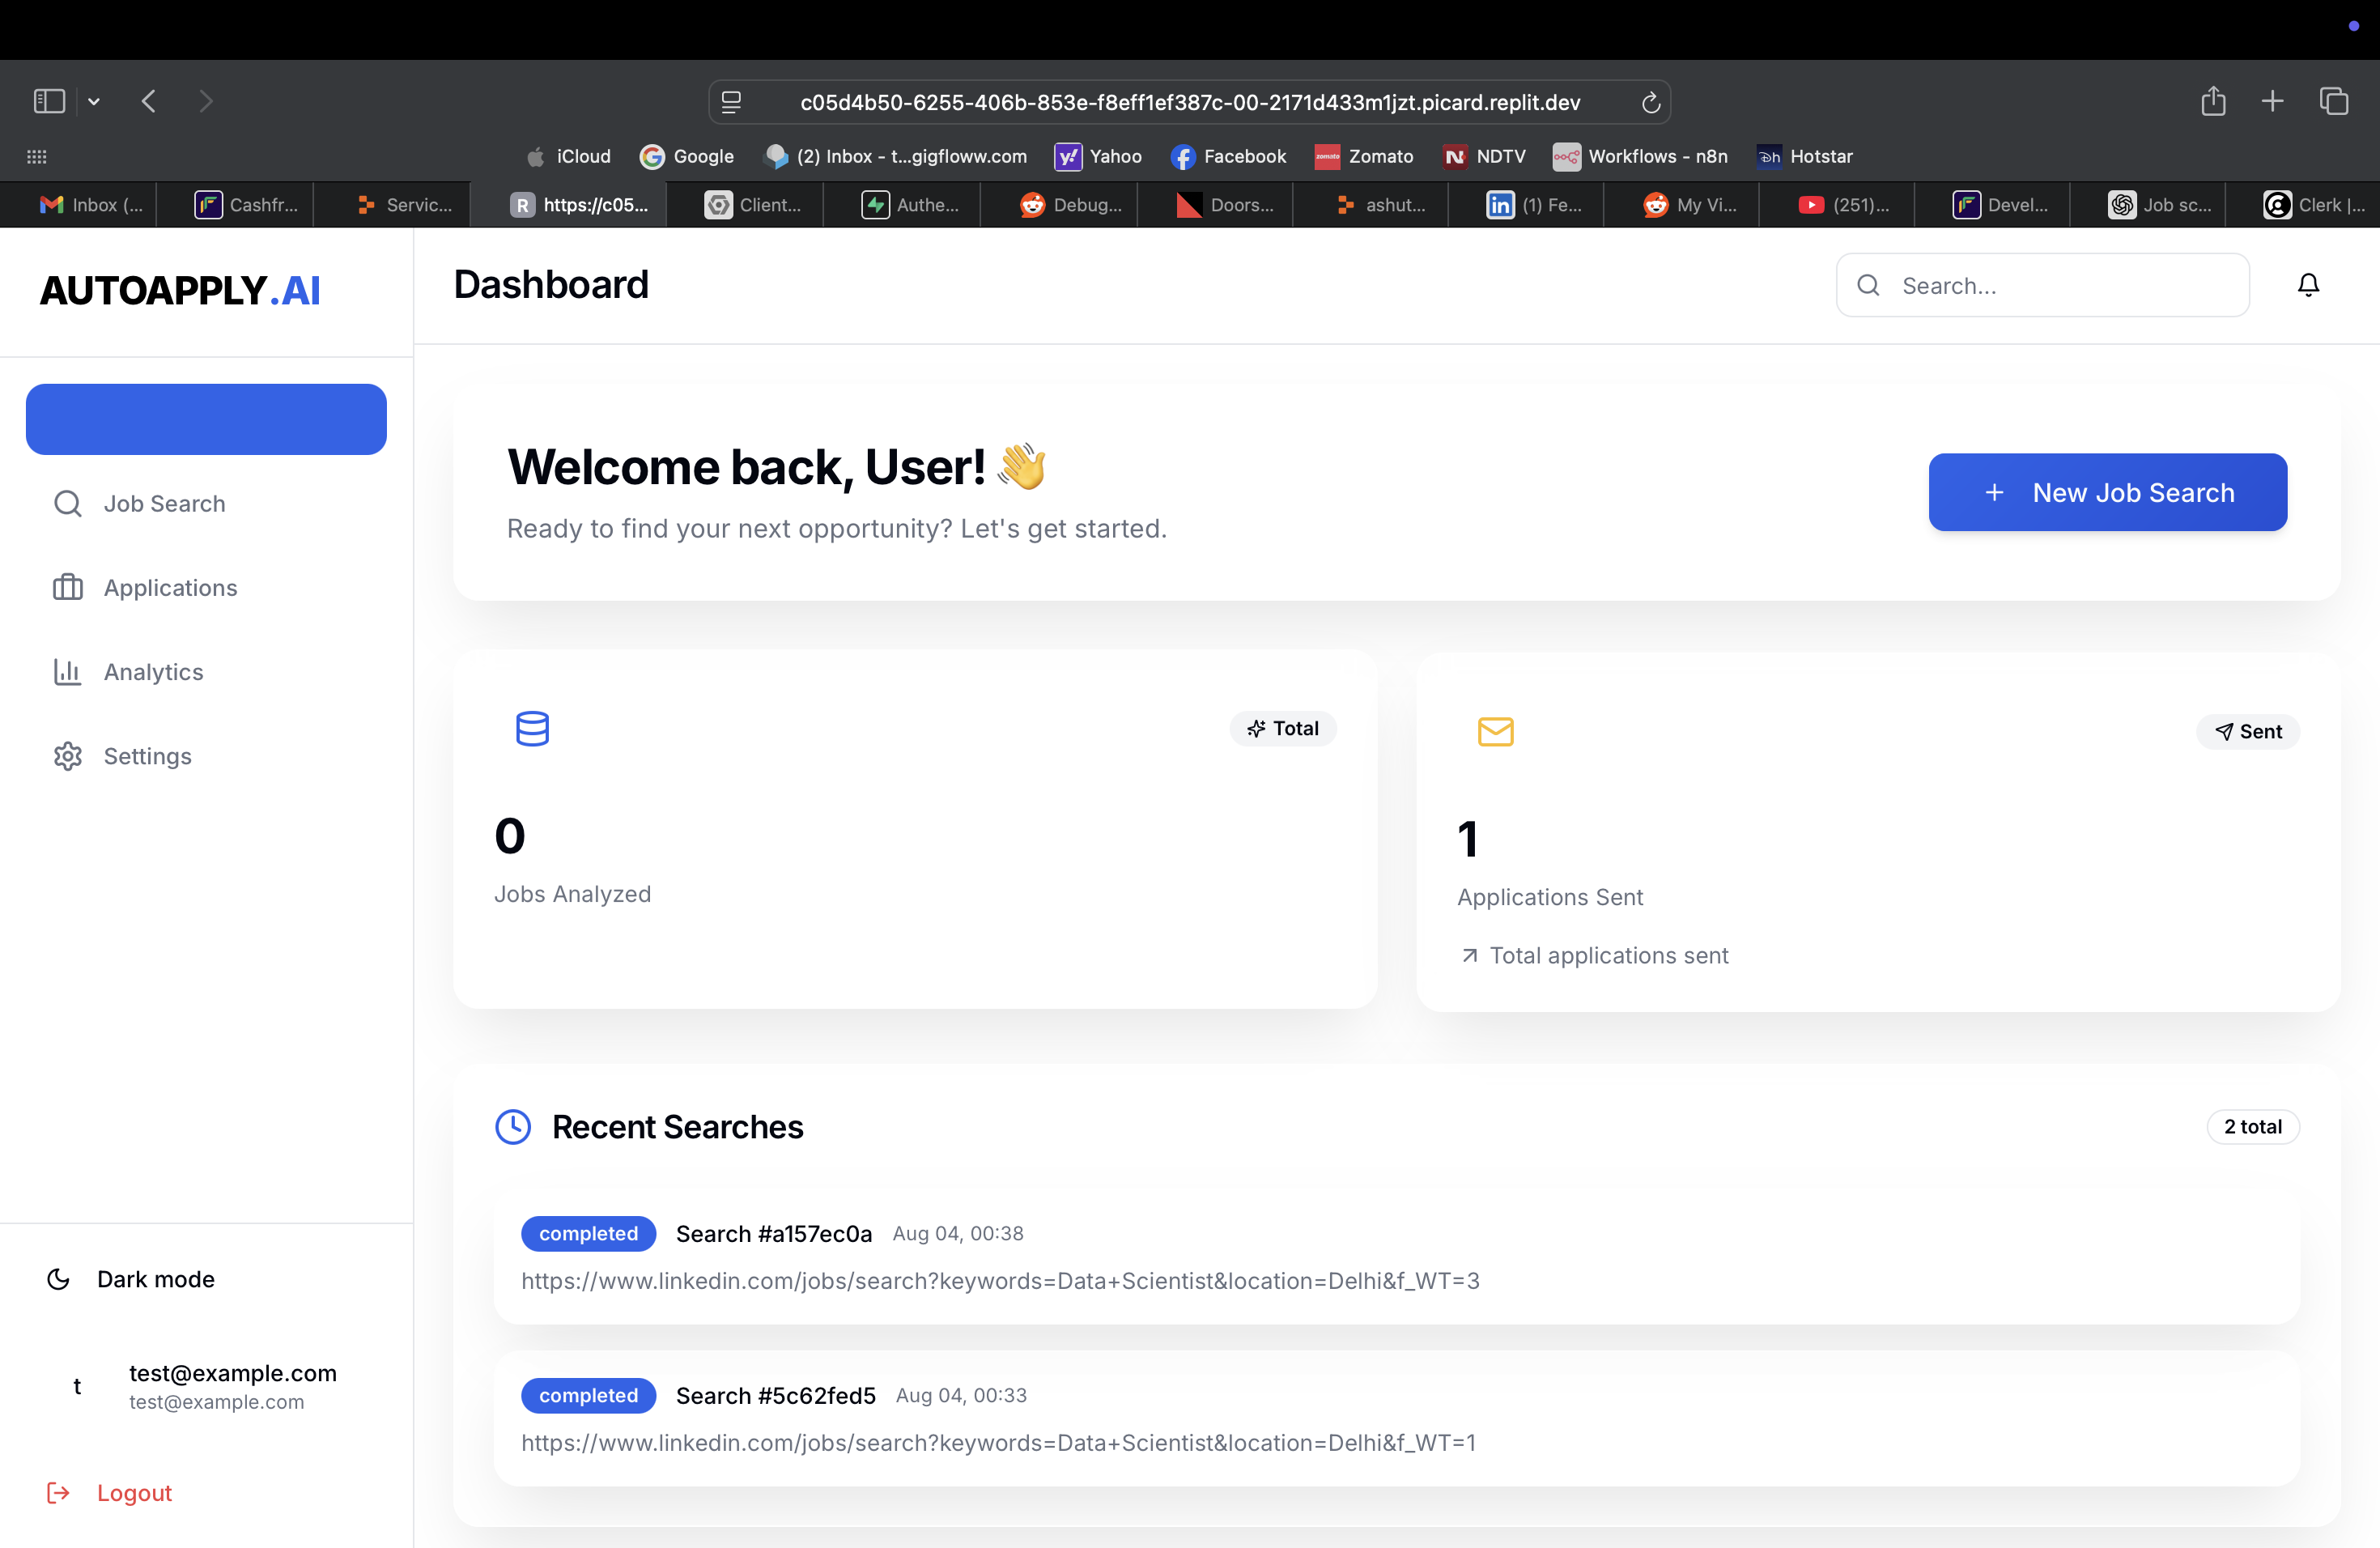 c05d4b50-6255-406b-853e-f8eff1ef387c-00-2171d433m1jzt.picard.replit.dev
iCloud
Google
(2) Inbox - t...gigfloww.com
Yahoo
Facebook
Zomato
NDTV
Workflows - n8n
Hotstar
Inbox (...
Cashfr...
Servic...
R https://c05...
Client...
Authe...
Debug...
Doors...
ashut...
(1) Fe...
My Vi...
(251)...
Devel...
Job sc...
Clerk |...
AUTOAPPLY.AI
Dashboard
Search...
Job Search
Applications
Analytics
Settings
Welcome back, User! 👋
Ready to find your next opportunity? Let's get started.
+ New Job Search
Total
0
Jobs Analyzed
Sent
1
Applications Sent
Total applications sent
Recent Searches
2 total
completed Search #a157ec0a Aug 04, 00:38
https://www.linkedin.com/jobs/search?keywords=Data+Scientist&location=Delhi&f_WT=3
completed Search #5c62fed5 Aug 04, 00:33
https://www.linkedin.com/jobs/search?keywords=Data+Scientist&location=Delhi&f_WT=1
Dark mode
t
test@example.com
test@example.com
Logout